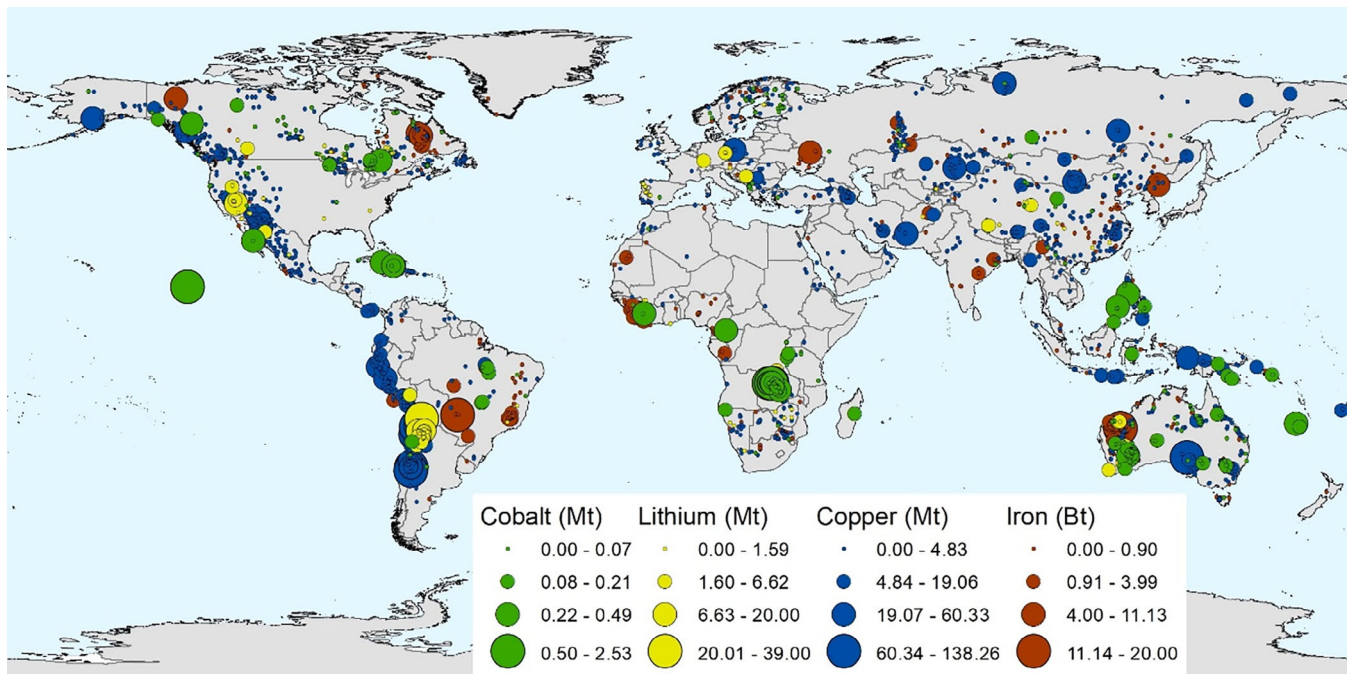 Cobalt (Mt) Lithium (Mt) Copper (Mt) Iron (Bt)
0.00 - 0.07 0.00 - 1.59 0.00 - 4.83 0.00 - 0.90
0.08 - 0.21 1.60 - 6.62 4.84 - 19.06 0.91 - 3.99
0.22 - 0.49 6.63 - 20.00 19.07 - 60.33 4.00 - 11.13
0.50 - 2.53 20.01 - 39.00 60.34 - 138.26 11.14 - 20.00